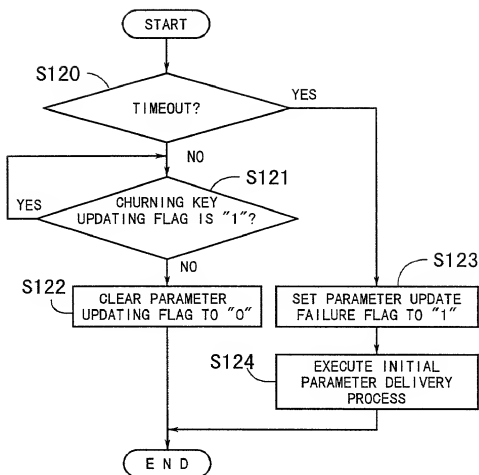 START
S120
TIMEOUT?
YES
NO
S121
CHURNING KEY
UPDATING FLAG IS "1"?
YES
NO
S122
CLEAR PARAMETER
UPDATING FLAG TO "0"
S123
SET PARAMETER UPDATE
FAILURE FLAG TO "1"
S124
EXECUTE INITIAL
PARAMETER DELIVERY
PROCESS
E N D